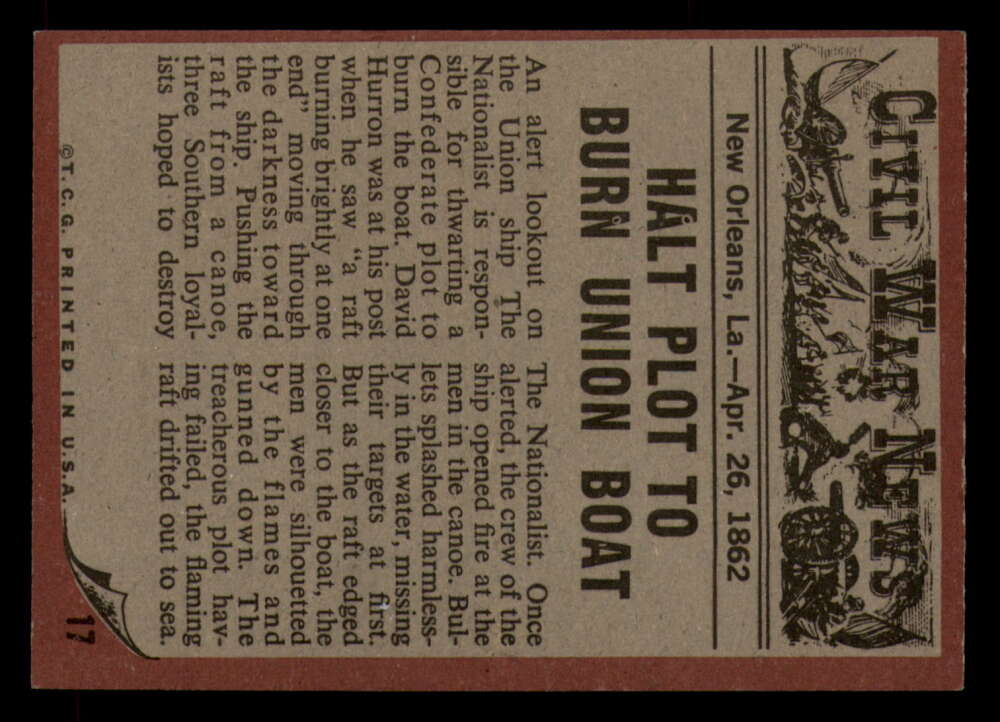 CIVIL WAR NEWS
New Orleans, La.—Apr. 26, 1862
HALT PLOT TO
BURN UNION BOAT
An alert lookout on
the Union ship The
Nationalist is respon-
sible for thwarting a
Confederate plot to
burn the boat. David
Hurron was at his post
when he saw “a raft
burning brightly at one
end” moving through
the darkness toward
the ship. Pushing the
raft from a canoe,
three Southern loyal-
ists hoped to destroy
The Nationalist. Once
alerted, the crew of the
ship opened fire at the
men in the canoe. Bul-
lets splashed harmless-
ly in the water, missing
their targets at first.
But as the raft edged
closer to the boat, the
men were silhouetted
by the flames and
gunned down. The
treacherous plot hav-
ing failed, the flaming
raft drifted out to sea.
©T.C.G. PRINTED IN U.S.A.
17